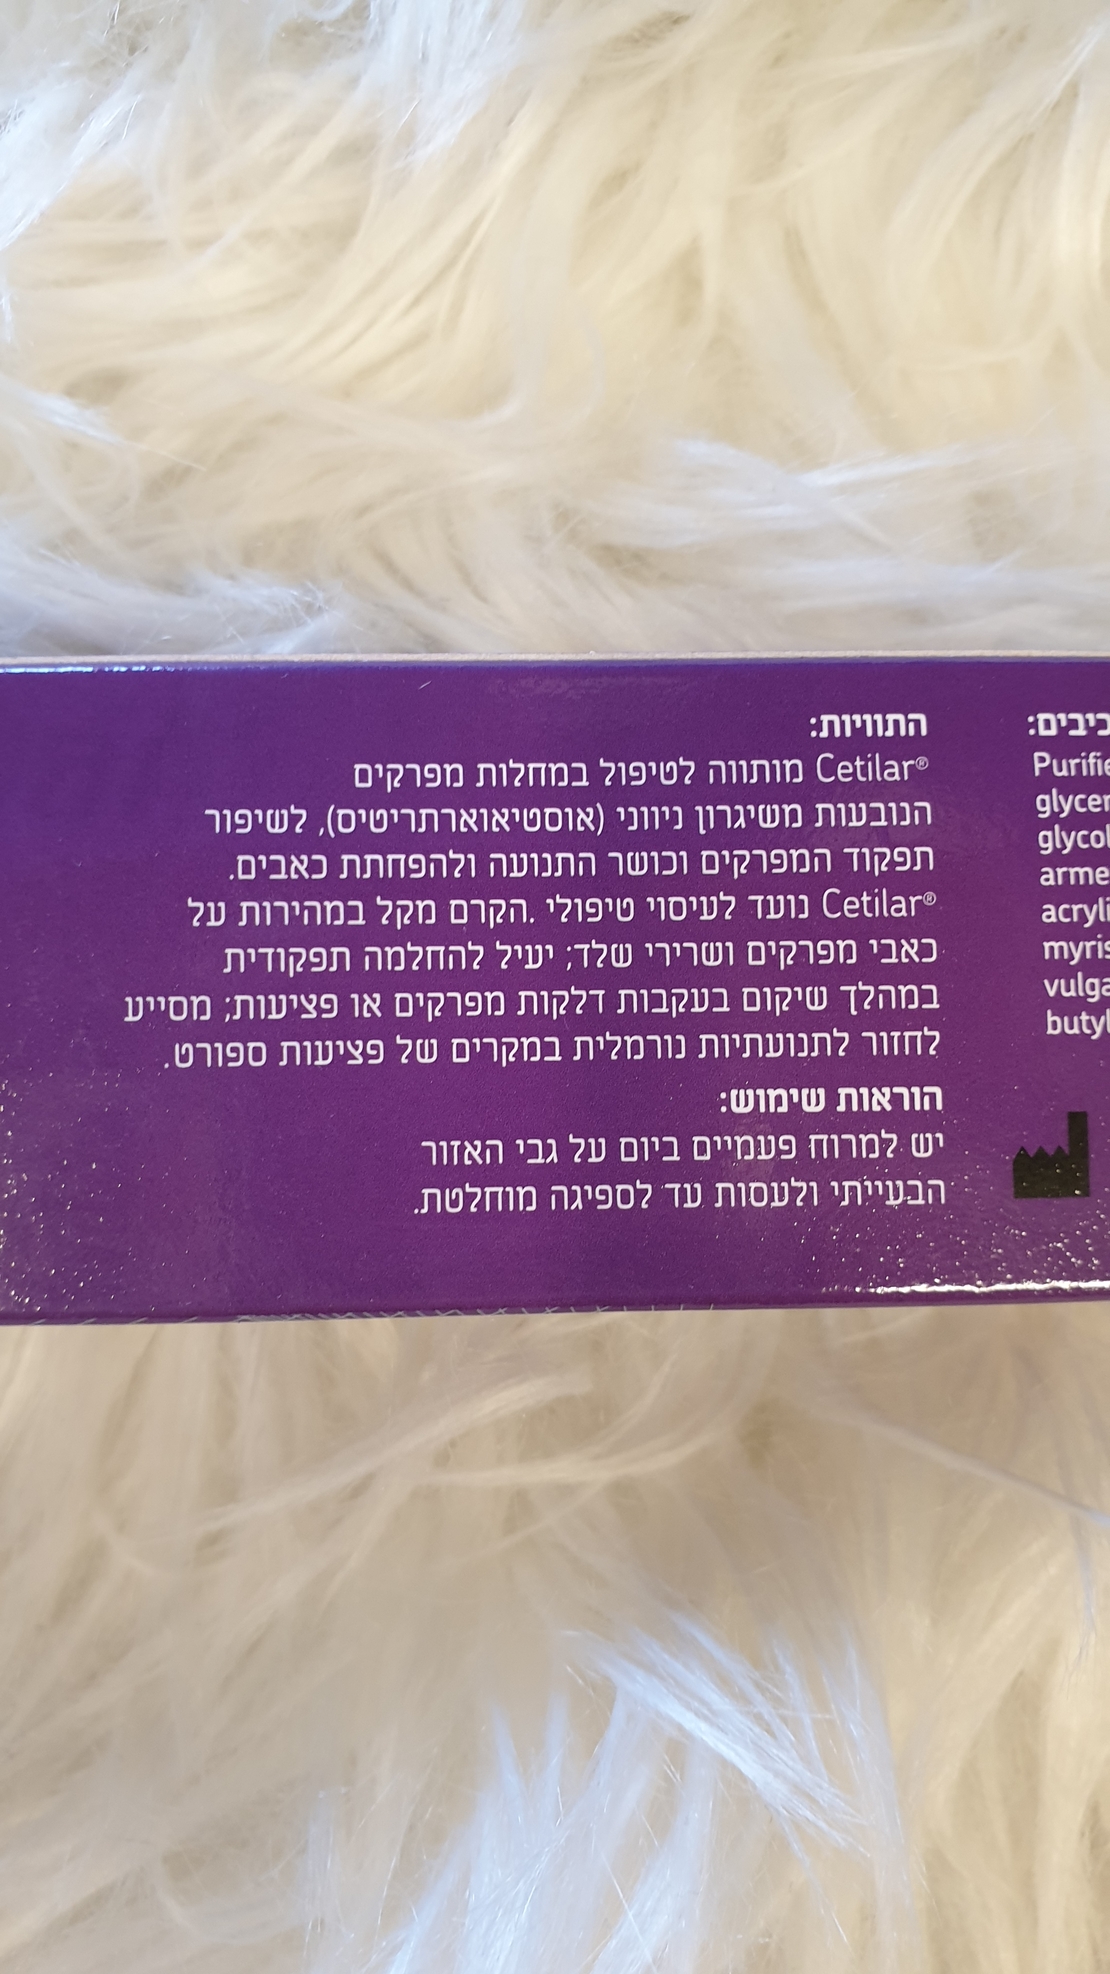 התוויות:
Cetilar® מותווה לטיפול במחלות מפרקים
הנובעות משיגרון ניווני (אוסטיאוארתריטיס), לשיפור
תפקוד המפרקים וכושר התנועה ולהפחתת כאבים.
Cetilar® נועד לעיסוי טיפולי .הקרם מקל במהירות על
כאבי מפרקים ושרירי שלד; יעיל להחלמה תפקודית
במהלך שיקום בעקבות דלקות מפרקים או פציעות; מסייע
לחזור לתנועתיות נורמלית במקרים של פציעות ספורט.
הוראות שימוש:
יש למרוח פעמיים ביום על גבי האזור
הבעייתי ולעסות עד לספיגה מוחלטת.